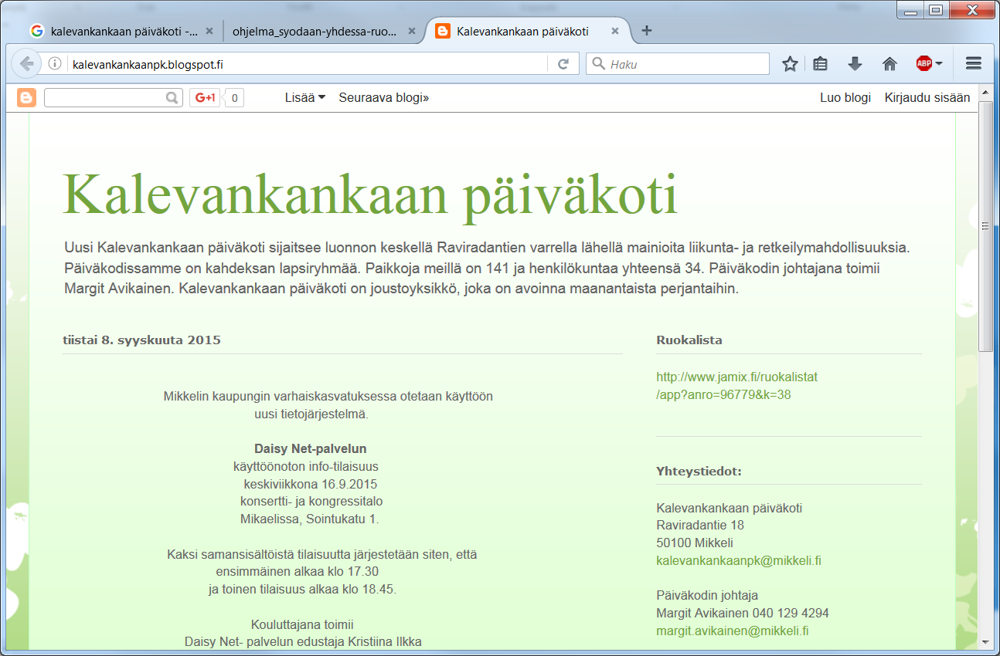 kalevankankaan päiväkoti -...
ohjelma_syodaan-yhdessa-ruo...
Kalevankankaan päiväkoti
kalevankankaanpk.blogspot.fi
Haku
ABP
G+1
0
Lisää
Seuraava blogi»
Luo blogi
Kirjaudu sisään
Kalevankankaan päiväkoti
Uusi Kalevankankaan päiväkoti sijaitsee luonnon keskellä Raviradantien varrella lähellä mainioita liikunta- ja retkeilymahdollisuuksia.
Päiväkodissamme on kahdeksan lapsiryhmää. Paikkoja meillä on 141 ja henkilökuntaa yhteensä 34. Päiväkodin johtajana toimii
Margit Avikainen. Kalevankankaan päiväkoti on joustoyksikkö, joka on avoinna maanantaista perjantaihin.
tiistai 8. syyskuuta 2015
Mikkelin kaupungin varhaiskasvatuksessa otetaan käyttöön
uusi tietojärjestelmä.
Daisy Net-palvelun
käyttöönoton info-tilaisuus
keskiviikkona 16.9.2015
konsertti- ja kongressitalo
Mikaelissa, Sointukatu 1.
Kaksi samansisältöistä tilaisuutta järjestetään siten, että
ensimmäinen alkaa klo 17.30
ja toinen tilaisuus alkaa klo 18.45.
Kouluttajana toimii
Daisy Net- palvelun edustaja Kristiina Ilkka
Ruokalista
http://www.jamix.fi/ruokalistat
/app?anro=96779&k=38
Yhteystiedot:
Kalevankankaan päiväkoti
Raviradantie 18
50100 Mikkeli
kalevankankaanpk@mikkeli.fi
Päiväkodin johtaja
Margit Avikainen 040 129 4294
margit.avikainen@mikkeli.fi